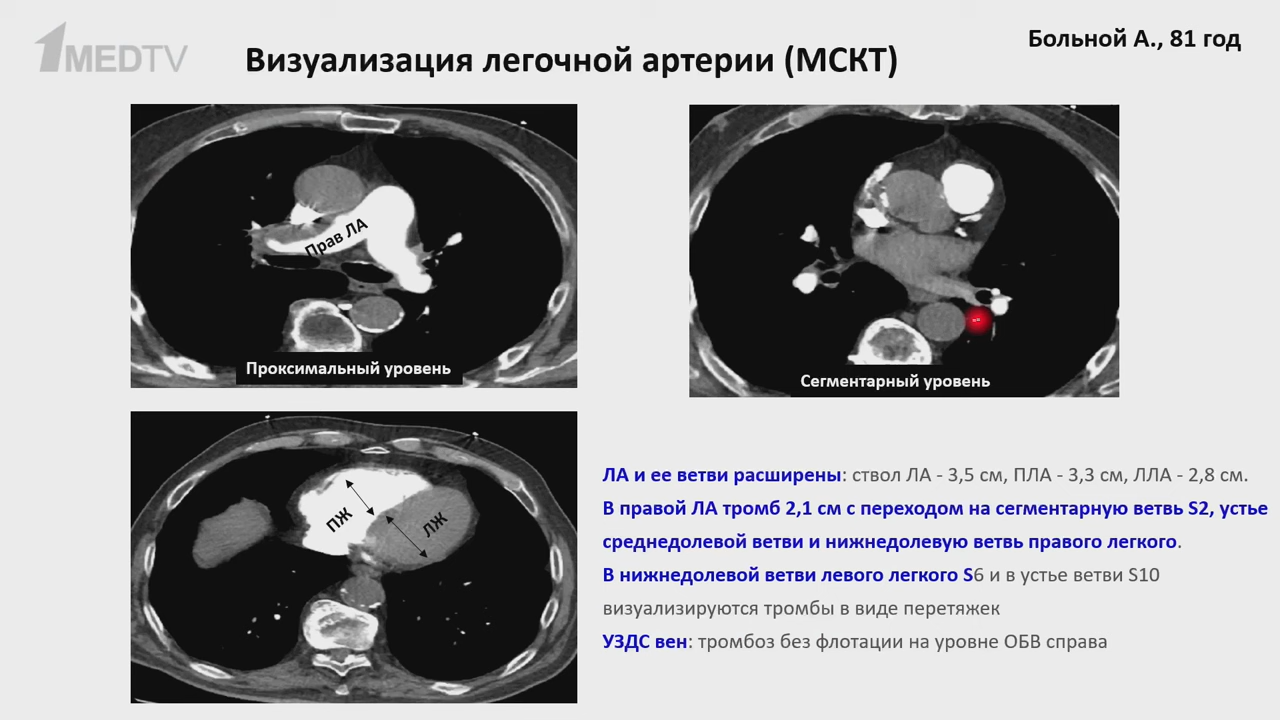 1MEDTV
Визуализация легочной артерии (МСКТ)
Больной А., 81 год
Прав ЛА
Проксимальный уровень
Сегментарный уровень
ПЖ
ЛЖ
ЛА и ее ветви расширены: ствол ЛА - 3,5 см, ПЛА - 3,3 см, ЛЛА - 2,8 см.
В правой ЛА тромб 2,1 см с переходом на сегментарную ветвь S2, устье
среднедолевой ветви и нижнедолевую ветвь правого легкого.
В нижнедолевой ветви левого легкого S6 и в устье ветви S10
визуализируются тромбы в виде перетяжек
УЗДС вен: тромбоз без флотации на уровне ОБВ справа